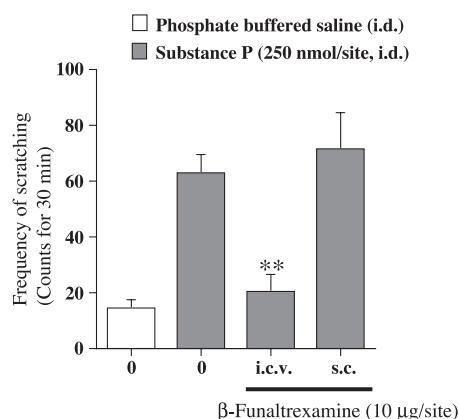 Phosphate buffered saline (i.d.)
Substance P (250 nmol/site, i.d.)
Frequency of scratching
(Counts for 30 min)
100
80
60
40
20
0
**
0 0 i.c.v. s.c.
β-Funaltrexamine (10 μg/site)